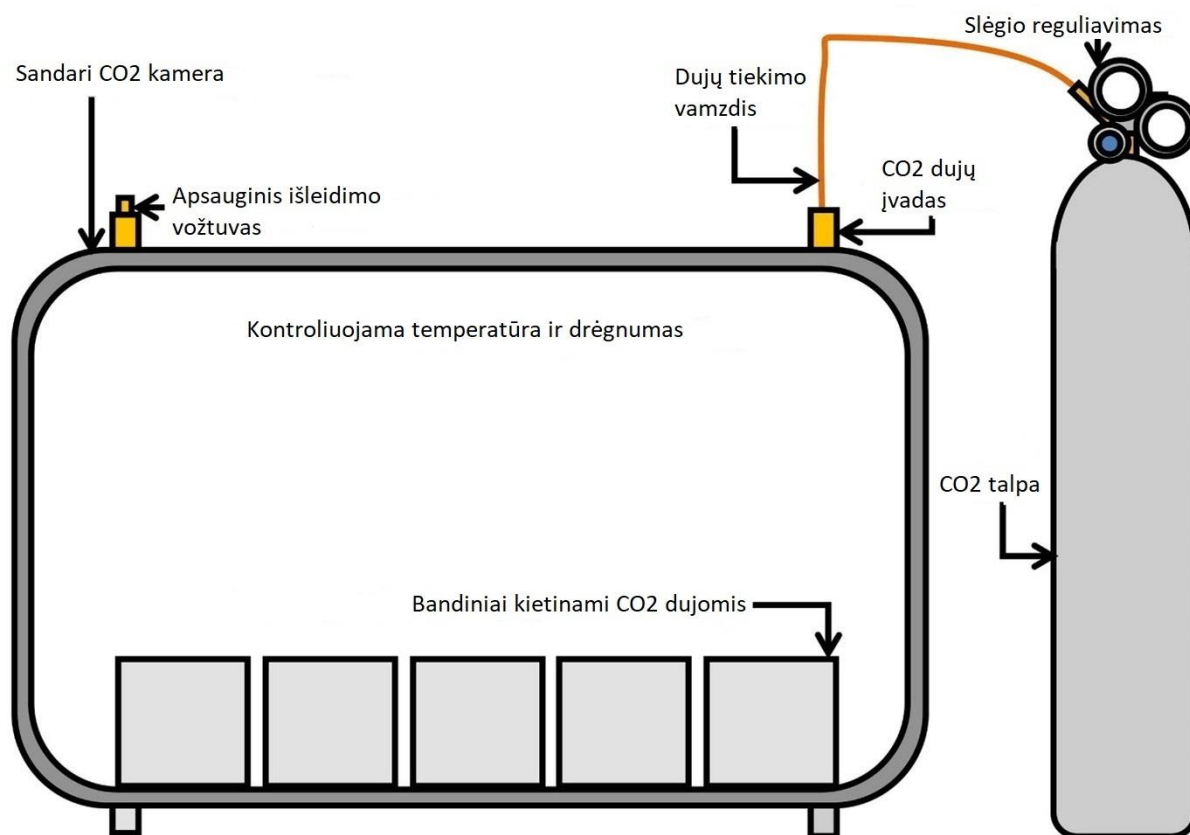 Slėgio reguliavimas
Sandari CO2 kamera
Dujų tiekimo
vamzdis
CO2 dujų
įvadas
Apsauginis išleidimo
vožtuvas
Kontroliuojama temperatūra ir drėgnumas
CO2 talpa
Bandiniai kietinami CO2 dujomis